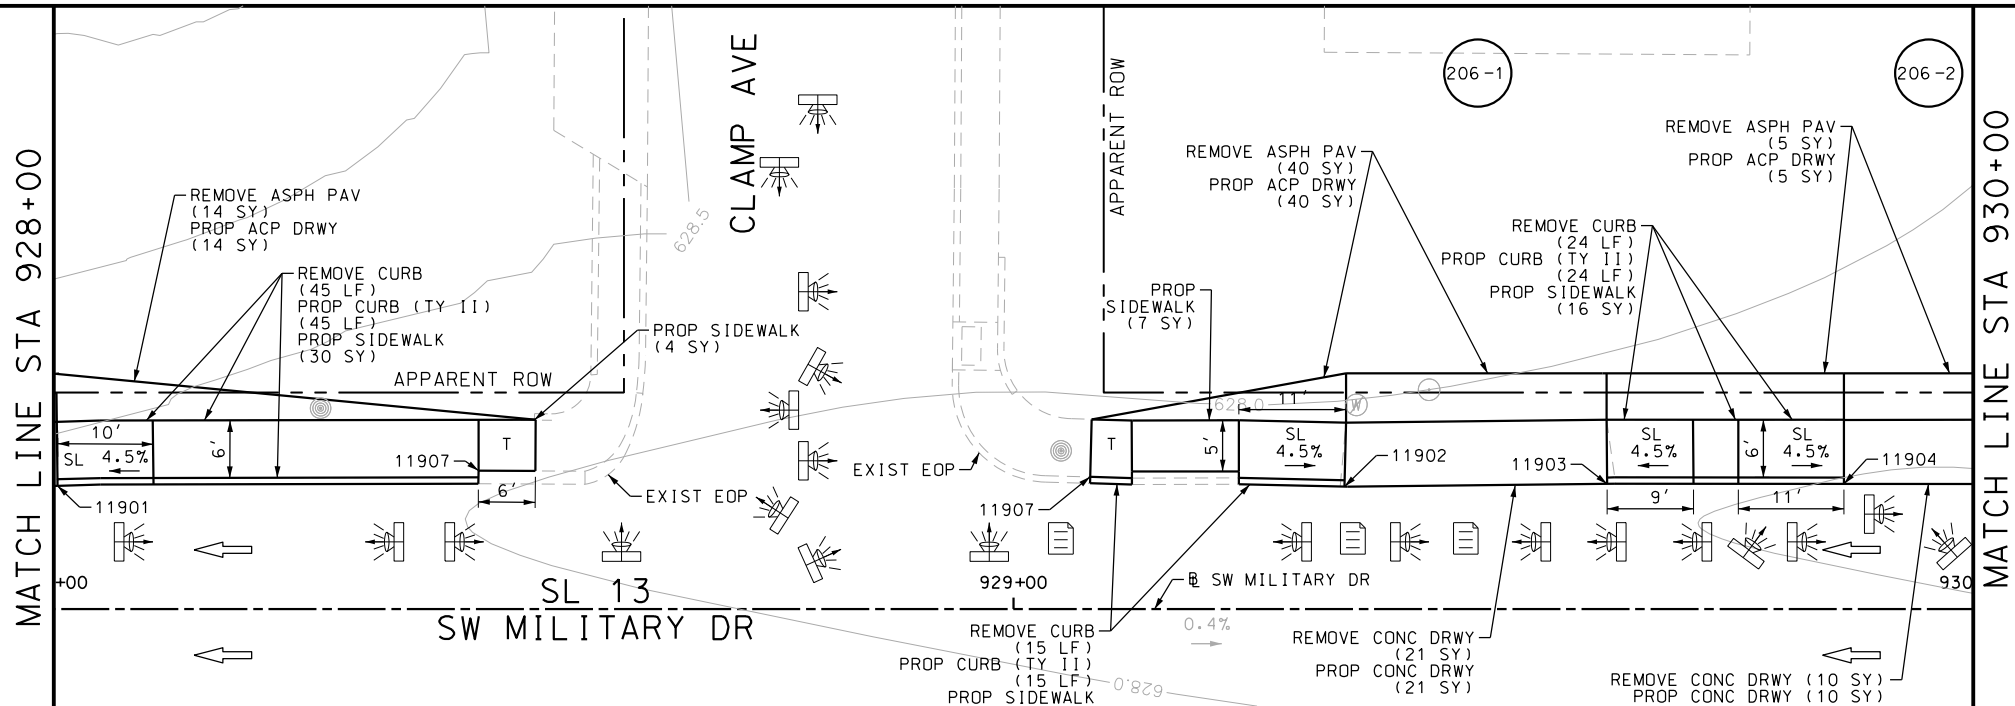 MATCH LINE STA 928+00
REMOVE ASPH PAV
(14 SY)
PROP ACP DRWY
(14 SY)
REMOVE CURB
(45 LF)
PROP CURB (TY II)
(45 LF)
PROP SIDEWALK
(30 SY)
APPARENT ROW
PROP SIDEWALK
(4 SY)
CLAMP AVE
628.5
10'
SL 4.5%
6'
11907
T
6'
11901
EXIST EOP
+00
SL 13
SW MILITARY DR
APPARENT ROW
206-1
206-2
REMOVE ASPH PAV
(40 SY)
PROP ACP DRWY
(40 SY)
REMOVE ASPH PAV
(5 SY)
PROP ACP DRWY
(5 SY)
REMOVE CURB
(24 LF)
PROP CURB (TY II)
(24 LF)
PROP SIDEWALK
(16 SY)
PROP
SIDEWALK
(7 SY)
628.0
11'
W
T
5'
SL
4.5%
EXIST EOP
11907
11902
11903
SL
4.5%
6'
SL
4.5%
11904
9'
11'
929+00
B SW MILITARY DR
930
0.4%
REMOVE CURB
(15 LF)
PROP CURB (TY II)
(15 LF)
PROP SIDEWALK
628.0
REMOVE CONC DRWY
(21 SY)
PROP CONC DRWY
(21 SY)
REMOVE CONC DRWY (10 SY)
PROP CONC DRWY (10 SY)
MATCH LINE STA 930+00